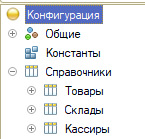 Конфигурация
Общие
Константы
Справочники
Товары
Склады
Кассиры